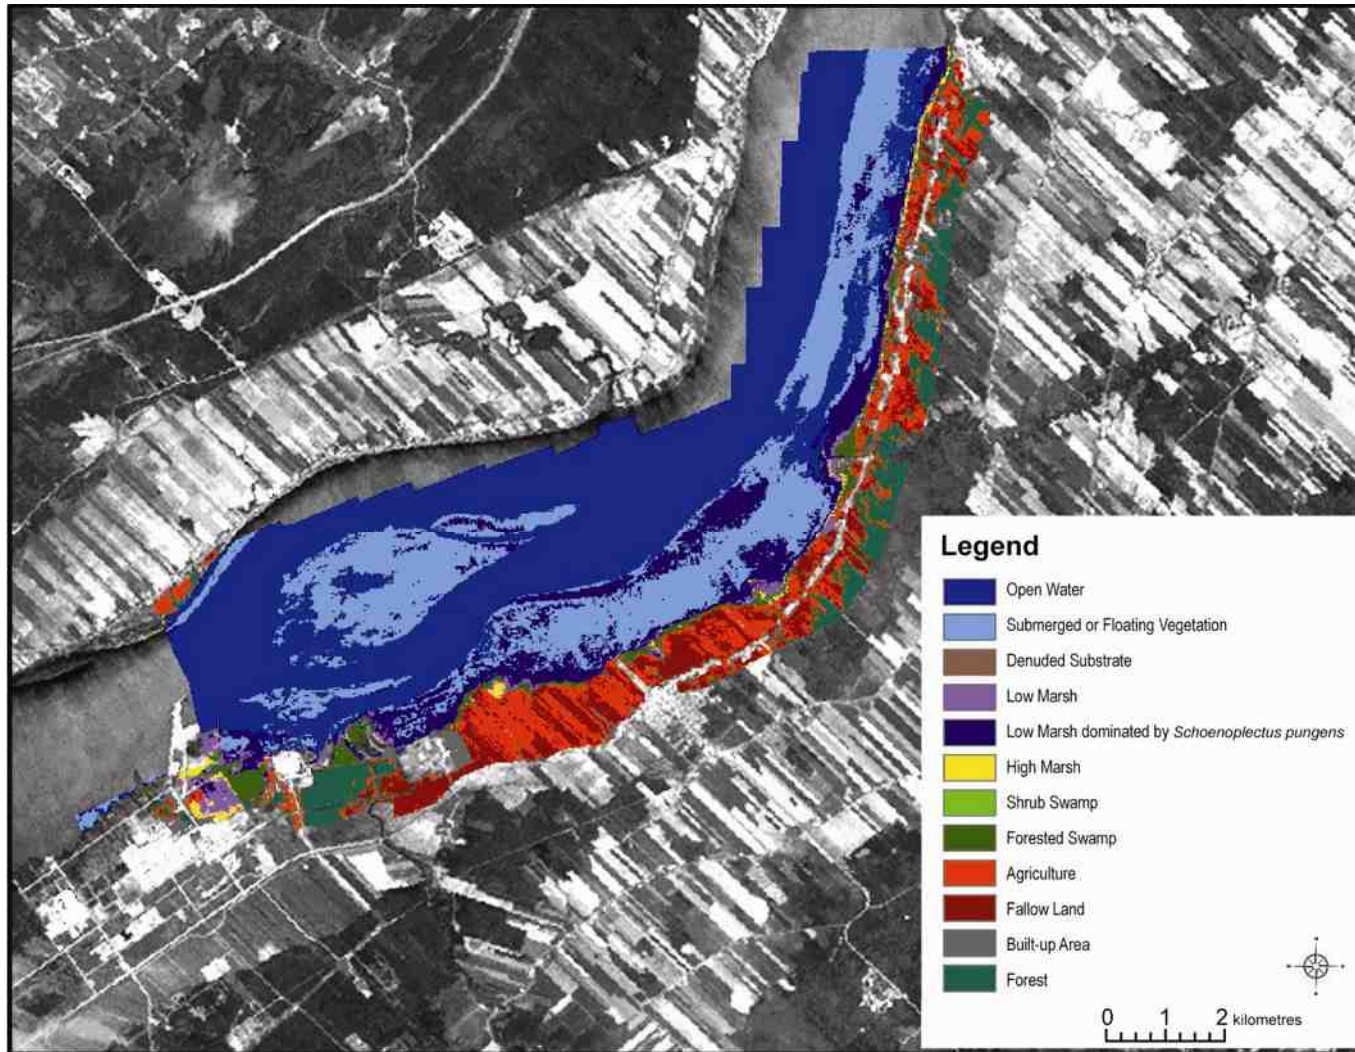 Legend
Open Water
Submerged or Floating Vegetation
Denuded Substrate
Low Marsh
Low Marsh dominated by Schoenoplectus pungens
High Marsh
Shrub Swamp
Forested Swamp
Agriculture
Fallow Land
Built-up Area
Forest
0 1 2 kilometres